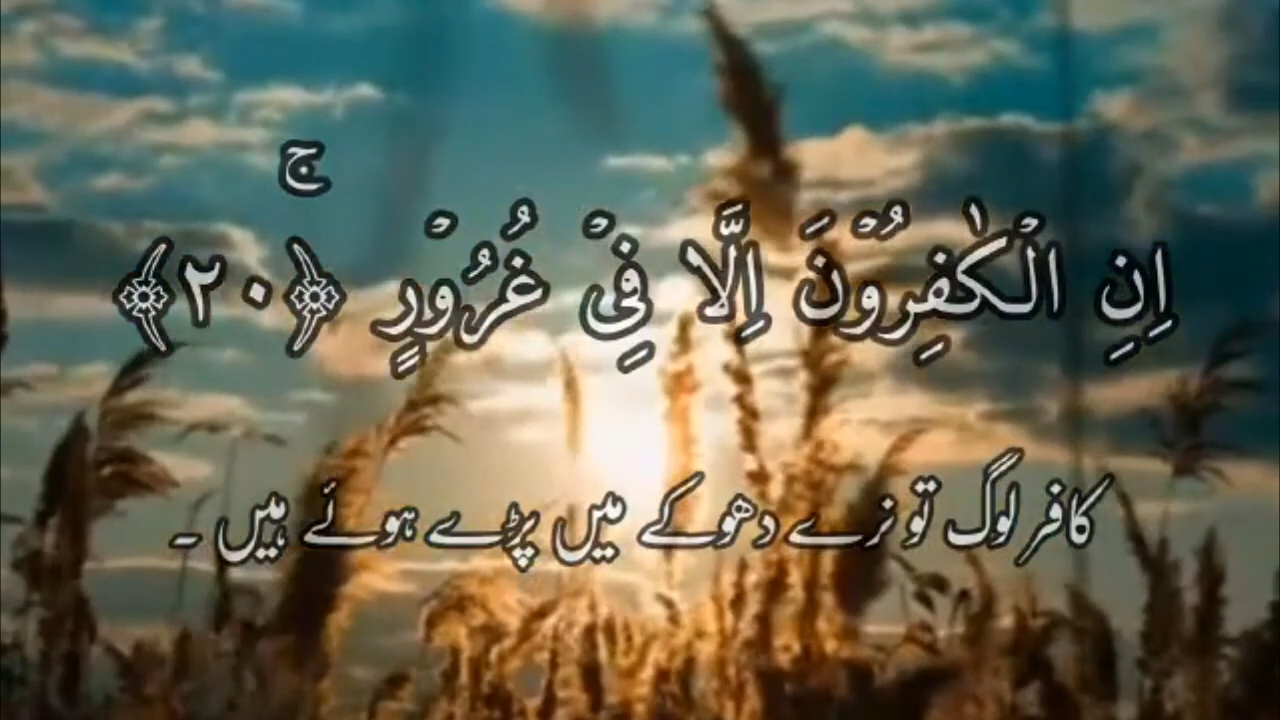 اِنِ الْكٰفِرُوْنَ اِلَّا فِیْ غُرُوْرٍ ۚ ﴿۲۰﴾
کافر لوگ تو نرے دھوکے میں پڑے ہوئے ہیں ۔